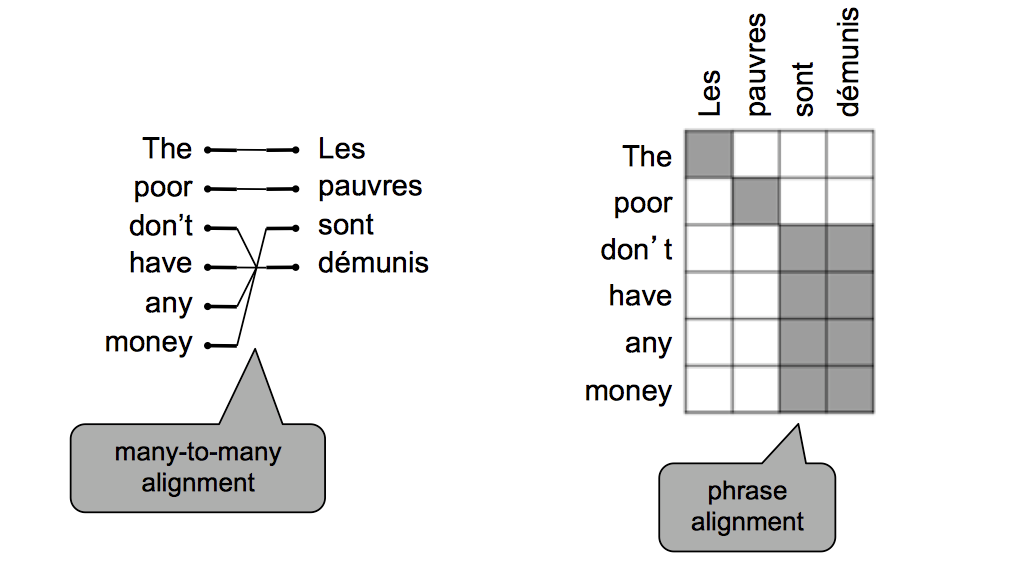 The Les
poor pauvres
don't sont
have démunis
any
money
many-to-many
alignment
Les pauvres sont démunis
The
poor
don't
have
any
money
phrase
alignment